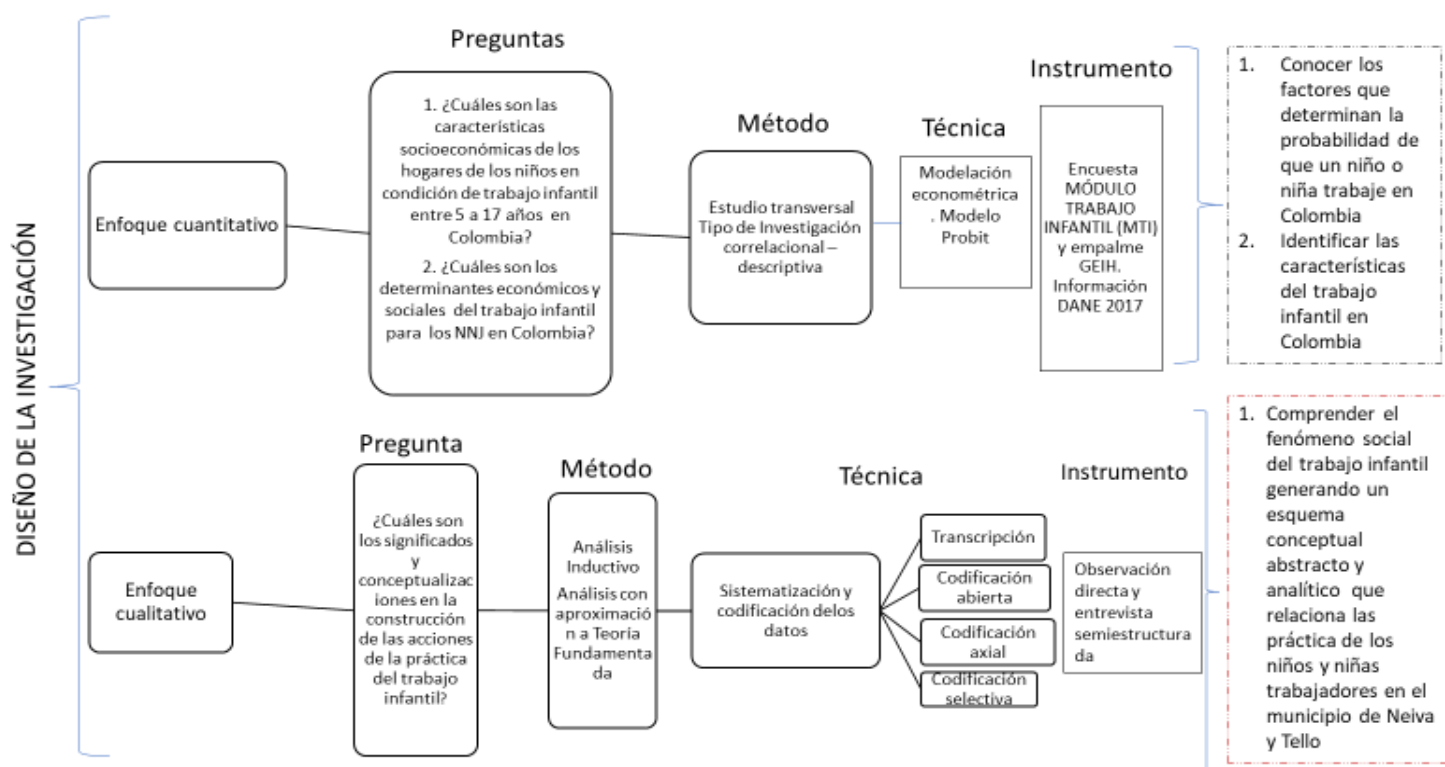 DISEÑO DE LA INVESTIGACIÓN
Enfoque cuantitativo
Preguntas
1. ¿Cuáles son las
características
socioeconómicas de los
hogares de los niños en
condición de trabajo infantil
entre 5 a 17 años en
Colombia?
2. ¿Cuáles son los
determinantes económicos y
sociales del trabajo infantil
para los NNJ en Colombia?
Método
Estudio transversal
Tipo de Investigación
correlacional –
descriptiva
Técnica
Modelación
econométrica
. Modelo
Probit
Instrumento
Encuesta
MÓDULO
TRABAJO
INFANTIL (MTI)
y empalme
GEIH.
Información
DANE 2017
1. Conocer los
factores que
determinan la
probabilidad de
que un niño o
niña trabaje en
Colombia
2. Identificar las
características
del trabajo
infantil en
Colombia
Enfoque
cualitativo
Pregunta
¿Cuáles son
los significados
y
conceptualizac
iones en la
construcción
de las acciones
de la práctica
del trabajo
infantil?
Método
Análisis
Inductivo
Análisis con
aproximació
n a Teoría
Fundamenta
da
Técnica
Sistematización y
codificación delos
datos
Transcripción
Codificación
abierta
Codificación
axial
Codificación
selectiva
Instrumento
Observación
directa y
entrevista
semiestructura
da
1. Comprender el
fenómeno social
del trabajo infantil
generando un
esquema
conceptual
abstracto y
analítico que
relaciona las
práctica de los
niños y niñas
trabajadores en el
municipio de Neiva
y Tello